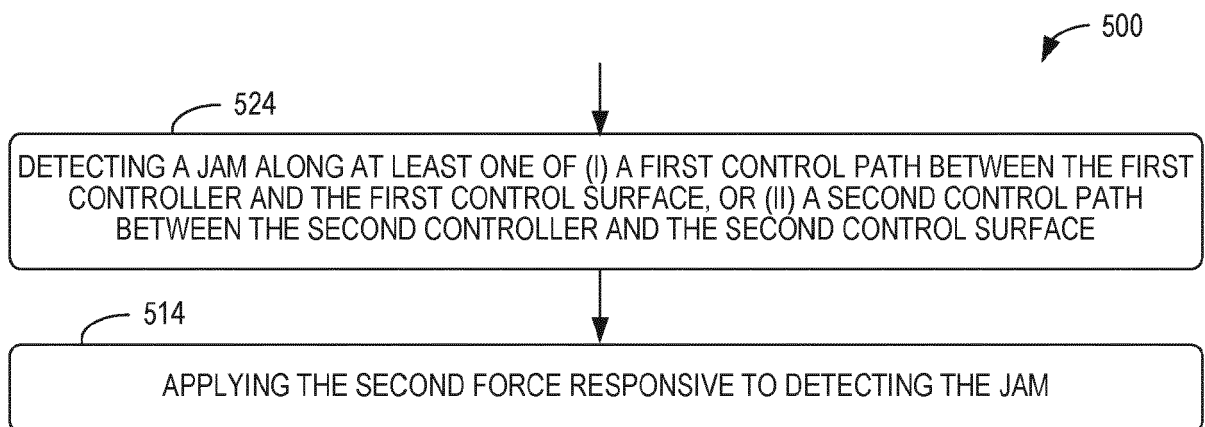 500
524
DETECTING A JAM ALONG AT LEAST ONE OF (I) A FIRST CONTROL PATH BETWEEN THE FIRST
CONTROLLER AND THE FIRST CONTROL SURFACE, OR (II) A SECOND CONTROL PATH
BETWEEN THE SECOND CONTROLLER AND THE SECOND CONTROL SURFACE
514
APPLYING THE SECOND FORCE RESPONSIVE TO DETECTING THE JAM